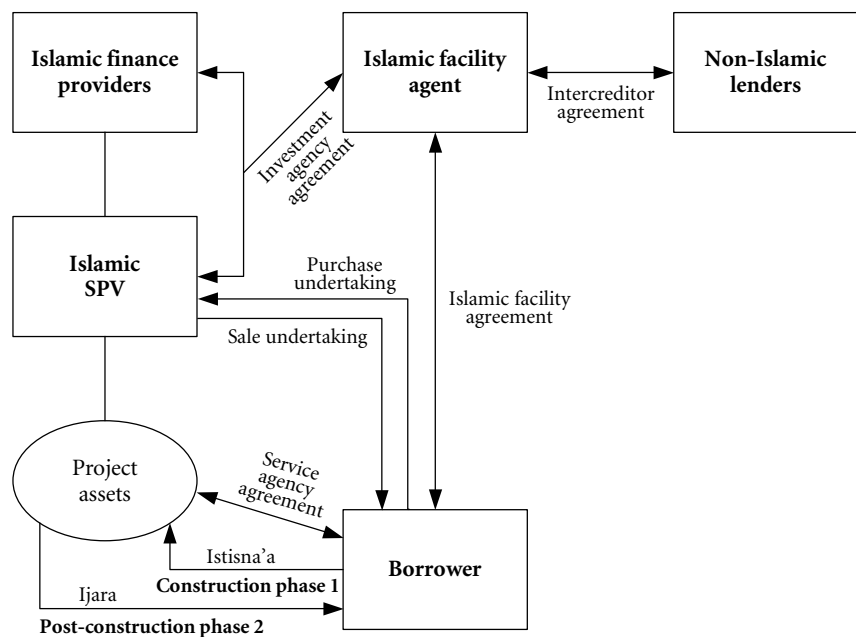 Islamic finance
providers
Islamic facility
agent
Non-Islamic
lenders
Intercreditor
agreement
Investment
agency
agreement
Islamic
SPV
Purchase
undertaking
Islamic facility
agreement
Sale undertaking
Project
assets
Service
agency
agreement
Istisna’a
Construction phase 1
Borrower
Ijara
Post-construction phase 2